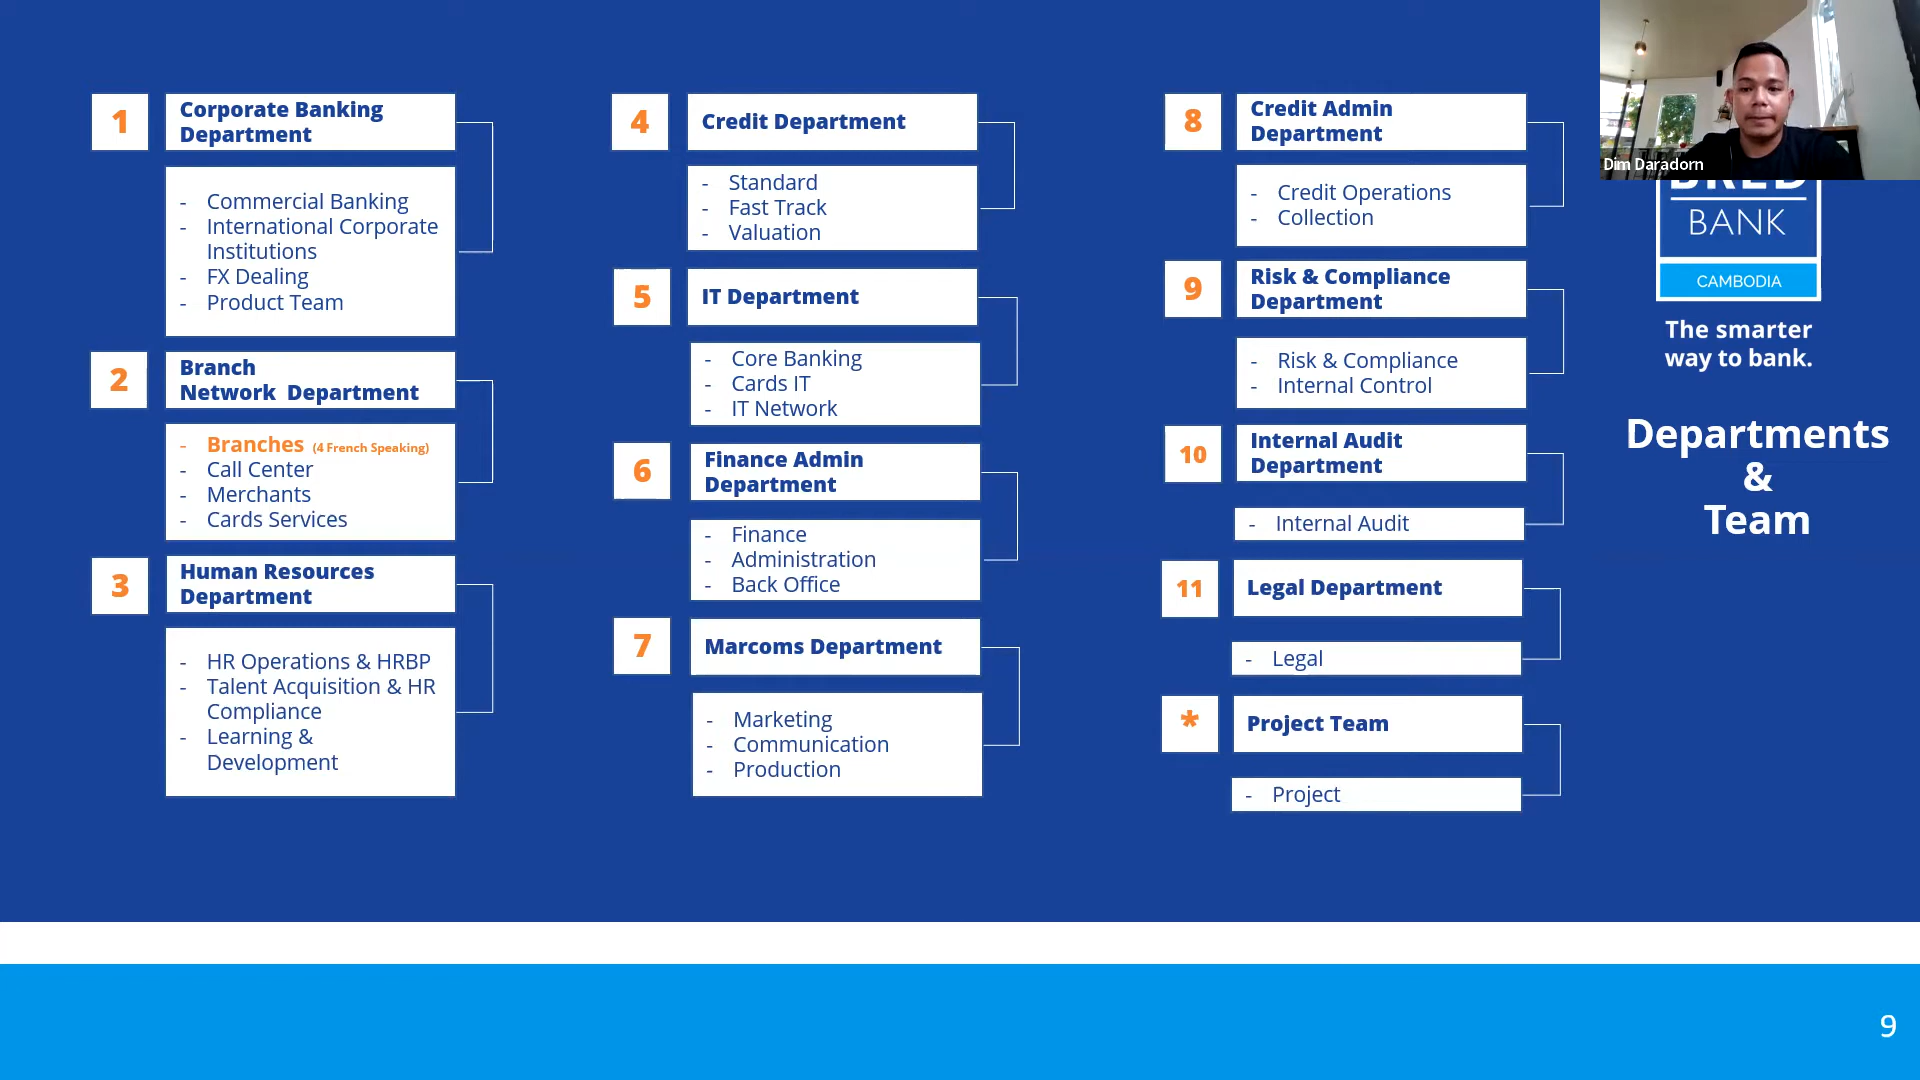 1
Corporate Banking
Department
- Commercial Banking
- International Corporate
Institutions
- FX Dealing
- Product Team
2
Branch
Network  Department
- Branches (4 French Speaking)
- Call Center
- Merchants
- Cards Services
3
Human Resources
Department
- HR Operations & HRBP
- Talent Acquisition & HR
Compliance
- Learning &
Development
4
Credit Department
- Standard
- Fast Track
- Valuation
5
IT Department
- Core Banking
- Cards IT
- IT Network
6
Finance Admin
Department
- Finance
- Administration
- Back Office
7
Marcoms Department
- Marketing
- Communication
- Production
8
Credit Admin
Department
- Credit Operations
- Collection
9
Risk & Compliance
Department
- Risk & Compliance
- Internal Control
10
Internal Audit
Department
- Internal Audit
11
Legal Department
- Legal
*
Project Team
- Project
Dim Daradorn
BRED
BANK
CAMBODIA
The smarter
way to bank.
Departments
&
Team
9